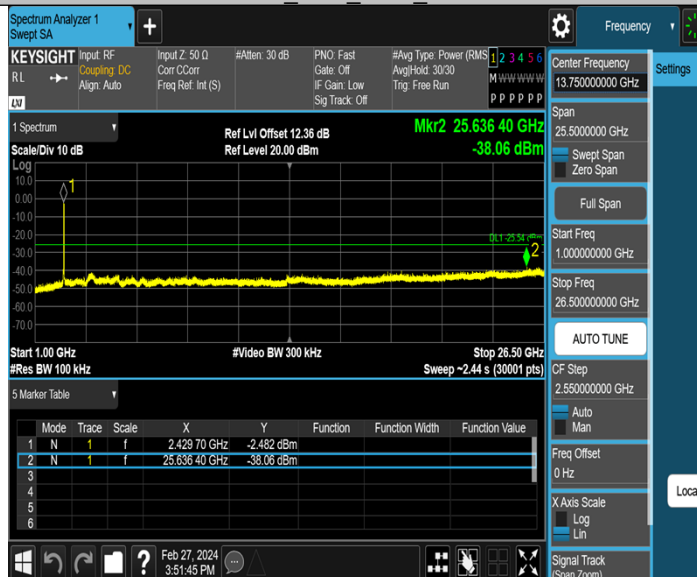 Spectrum Analyzer 1
Swept SA
Frequency
KEYSIGHT
RL
LXI
Input: RF
Coupling: DC
Align: Auto
Input Z: 50 Ω
Corr CCorr
Freq Ref: Int (S)
#Atten: 30 dB
PNO: Fast
Gate: Off
IF Gain: Low
Sig Track: Off
#Avg Type: Power (RMS
Avg|Hold: 30/30
Trig: Free Run
1 2 3 4 5 6
M W W W W W
P P P P P P
1 Spectrum
Scale/Div 10 dB
Ref Lvl Offset 12.36 dB
Ref Level 20.00 dBm
Mkr2 25.636 40 GHz
-38.06 dBm
Log
10.0
0.00
-10.0
-20.0
-30.0
-40.0
-50.0
-60.0
-70.0
1
DL1 -25.54 dBm
2
Start 1.00 GHz
#Video BW 300 kHz
Stop 26.50 GHz
#Res BW 100 kHz
Sweep ~2.44 s (30001 pts)
5 Marker Table
Mode Trace Scale X Y Function Function Width Function Value
1 N 1 f 2.429 70 GHz -2.482 dBm
2 N 1 f 25.636 40 GHz -38.06 dBm
3
4
5
6
Feb 27, 2024
3:51:45 PM
Center Frequency
13.750000000 GHz
Span
25.5000000 GHz
Swept Span
Zero Span
Full Span
Start Freq
1.000000000 GHz
Stop Freq
26.500000000 GHz
AUTO TUNE
CF Step
2.550000000 GHz
Auto
Man
Freq Offset
0 Hz
X Axis Scale
Log
Lin
Signal Track
(Span Zoom)
Settings
Loca